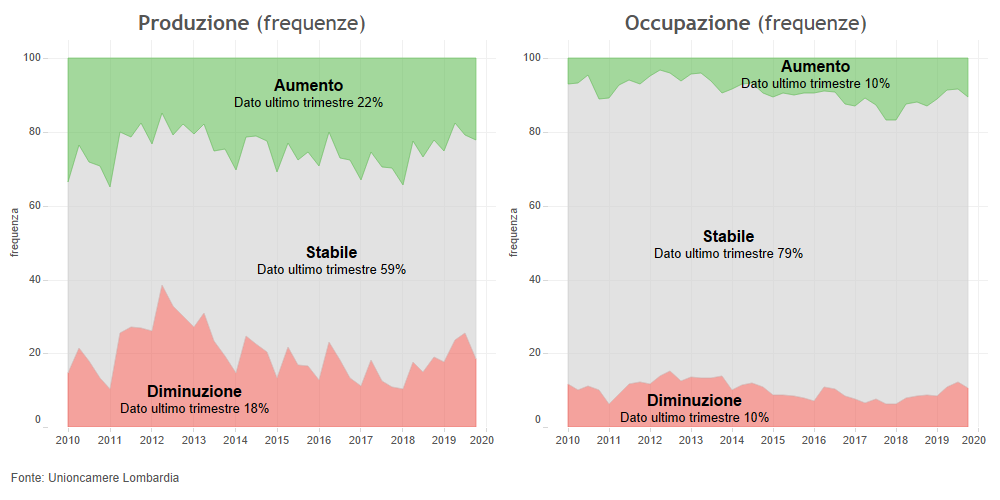 Produzione (frequenze)
100
80
60
40
20
0
frequenza
Aumento
Dato ultimo trimestre 22%
Stabile
Dato ultimo trimestre 59%
Diminuzione
Dato ultimo trimestre 18%
2010 2011 2012 2013 2014 2015 2016 2017 2018 2019 2020
Occupazione (frequenze)
100
80
60
40
20
0
frequenza
Aumento
Dato ultimo trimestre 10%
Stabile
Dato ultimo trimestre 79%
Diminuzione
Dato ultimo trimestre 10%
2010 2011 2012 2013 2014 2015 2016 2017 2018 2019 2020
Fonte: Unioncamere Lombardia